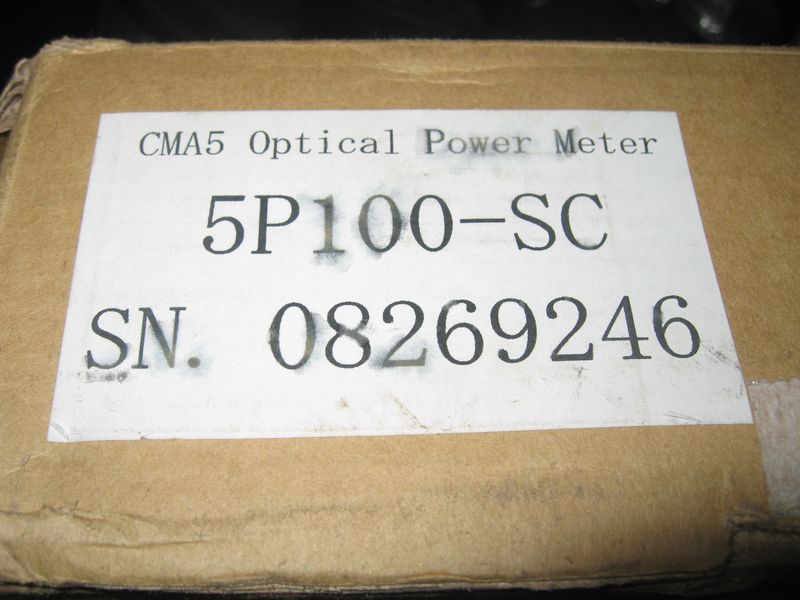 CMA5 Optical Power Meter
5P100-SC
SN. 08269246